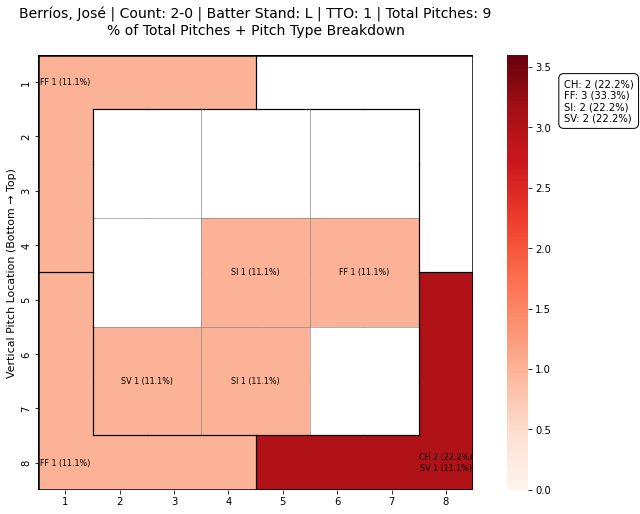 Berríos, José | Count: 2-0 | Batter Stand: L | TTO: 1 | Total Pitches: 9
% of Total Pitches + Pitch Type Breakdown
Vertical Pitch Location (Bottom → Top)
1
2
3
4
5
6
7
8
FF 1 (11.1%)
SI 1 (11.1%)
FF 1 (11.1%)
SV 1 (11.1%)
SI 1 (11.1%)
FF 1 (11.1%)
CH 2 (22.2%)
SV 1 (11.1%)
1
2
3
4
5
6
7
8
3.5
3.0
2.5
2.0
1.5
1.0
0.5
0.0
CH: 2 (22.2%)
FF: 3 (33.3%)
SI: 2 (22.2%)
SV: 2 (22.2%)